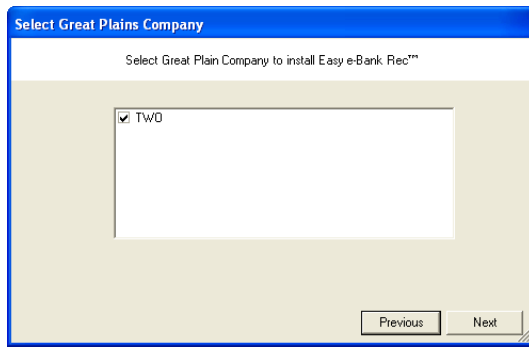 Select Great Plains Company
Select Great Plain Company to install Easy e-Bank Rec™
TWO
Previous Next